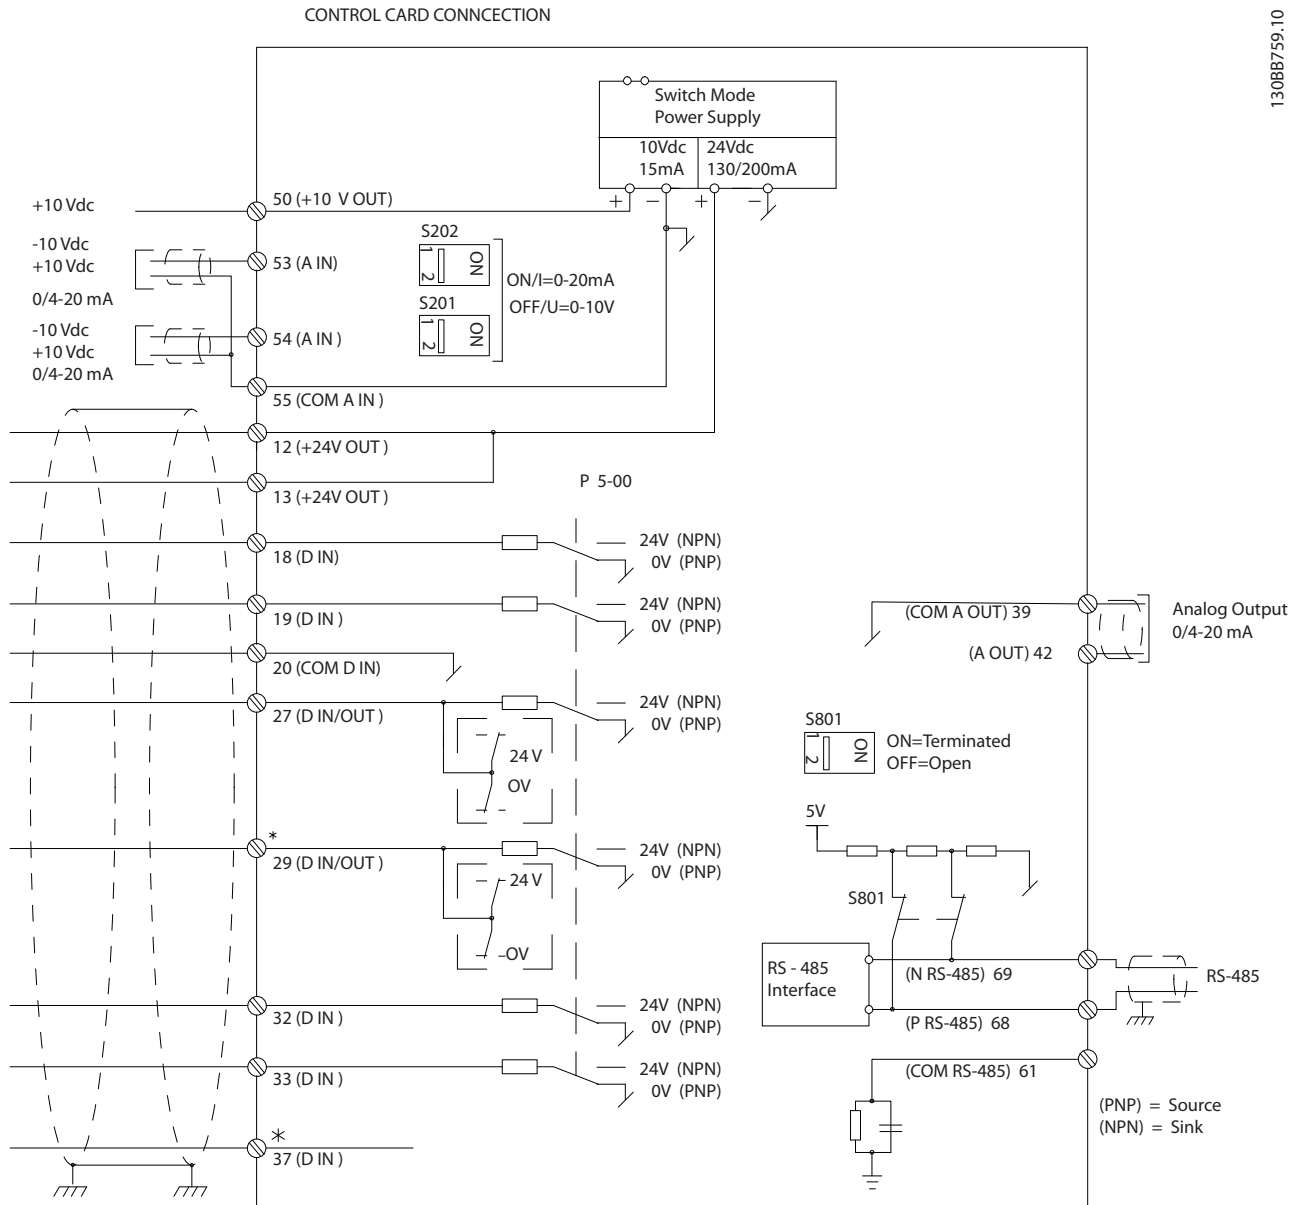 CONTROL CARD CONNCECTION
130BB759.10
Switch Mode
Power Supply
10Vdc
15mA
24Vdc
130/200mA
+ − + −
+10 Vdc
50 (+10 V OUT)
-10 Vdc
+10 Vdc
0/4-20 mA
53 (A IN)
S202
1
2
ON
ON/I=0-20mA
OFF/U=0-10V
S201
1
2
ON
-10 Vdc
+10 Vdc
0/4-20 mA
54 (A IN )
55 (COM A IN )
12 (+24V OUT )
13 (+24V OUT )
P 5-00
18 (D IN)
24V (NPN)
0V (PNP)
19 (D IN )
24V (NPN)
0V (PNP)
20 (COM D IN)
27 (D IN/OUT )
24V (NPN)
0V (PNP)
24 V
OV
*
29 (D IN/OUT )
24V (NPN)
0V (PNP)
24 V
OV
32 (D IN )
24V (NPN)
0V (PNP)
33 (D IN )
24V (NPN)
0V (PNP)
*
37 (D IN )
(COM A OUT) 39
(A OUT) 42
Analog Output
0/4-20 mA
S801
1
2
ON
ON=Terminated
OFF=Open
5V
S801
RS - 485
Interface
(N RS-485) 69
(P RS-485) 68
RS-485
(COM RS-485) 61
(PNP) = Source
(NPN) = Sink